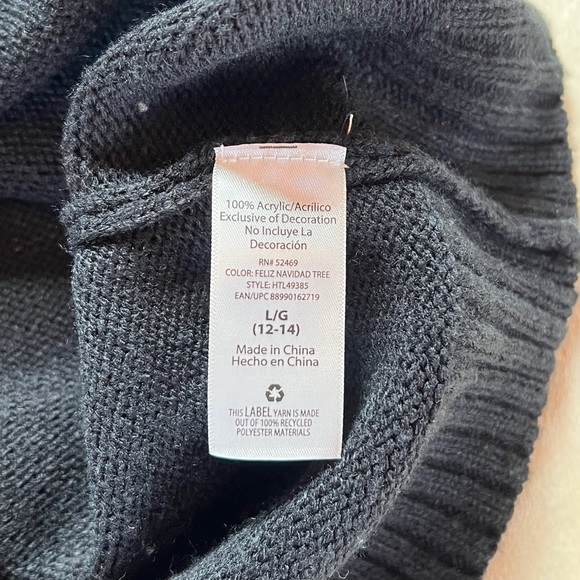 100% Acrylic/Acrílico
Exclusive of Decoration
No Incluye La
Decoración
RN# 52469
COLOR: FELIZ NAVIDAD TREE
STYLE: HTL49385
EAN/UPC 88990162719
L/G
(12-14)
Made in China
Hecho en China
THIS LABEL YARN IS MADE
OUT OF 100% RECYCLED
POLYESTER MATERIALS